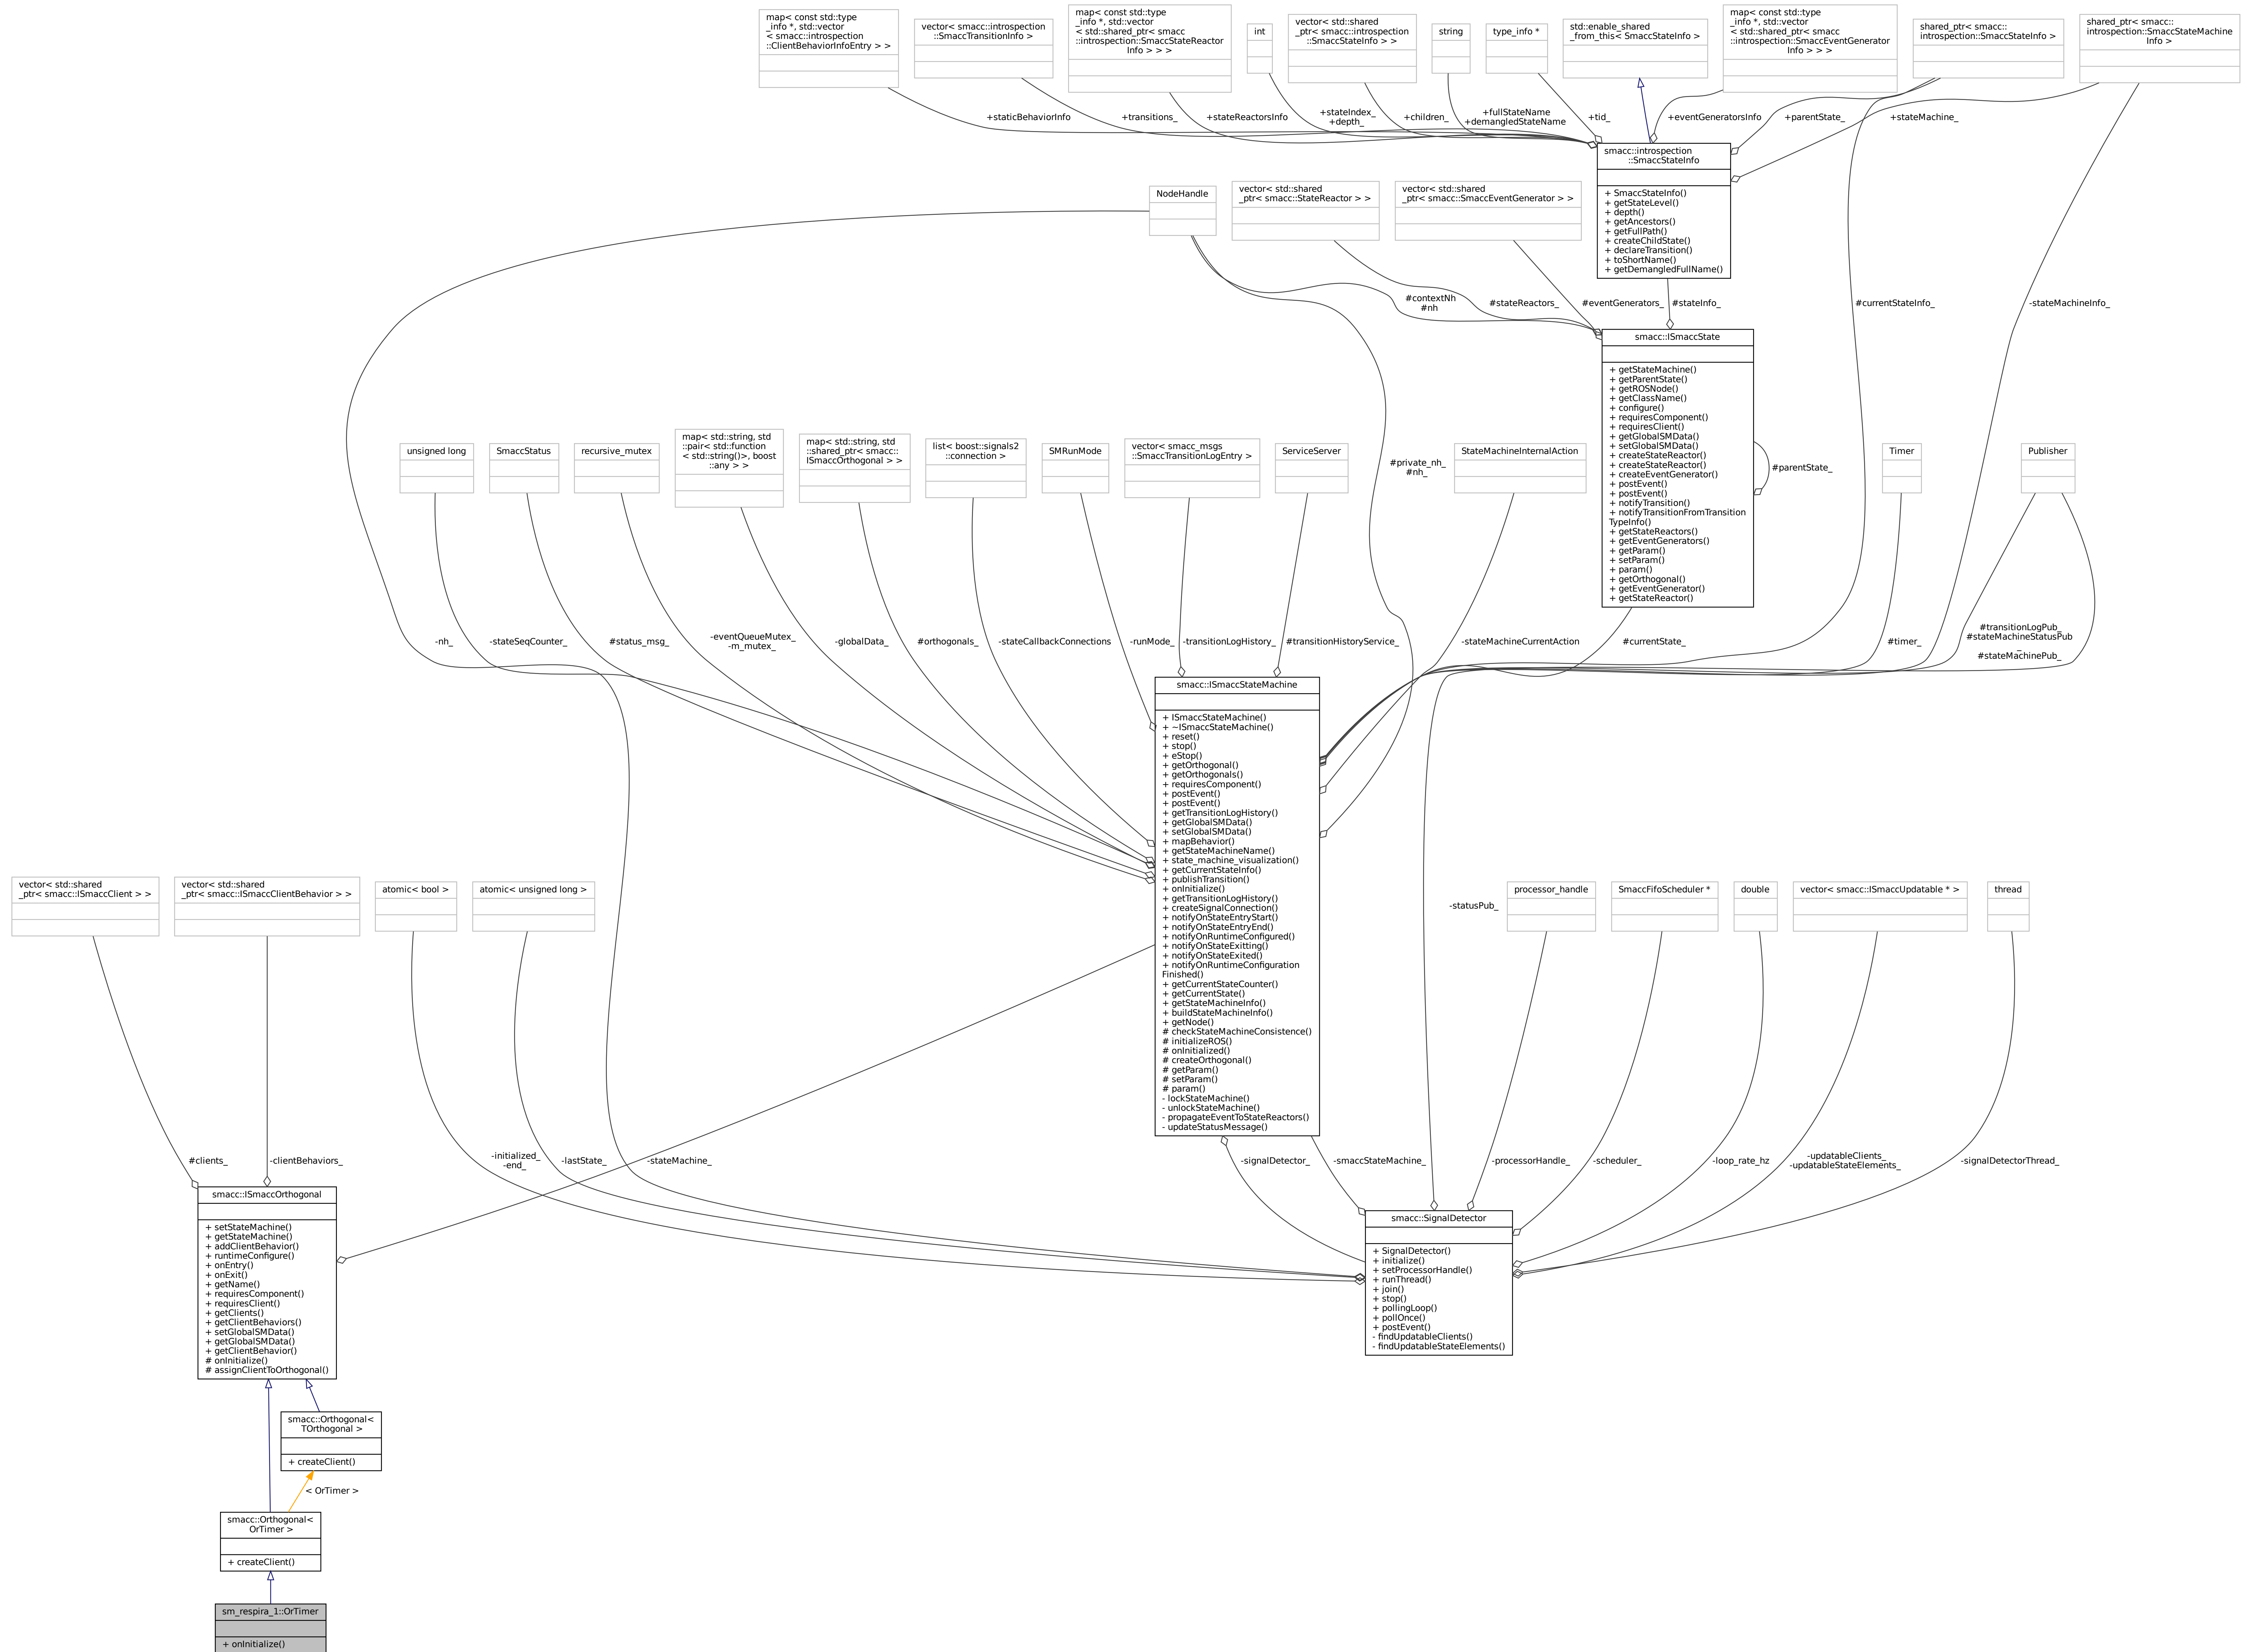 map< const std::type
_info *, std::vector
< smacc::introspection
::ClientBehaviorInfoEntry > >
vector< smacc::introspection
::SmaccTransitionInfo >
map< const std::type
_info *, std::vector
< std::shared_ptr< smacc
::introspection::SmaccStateReactor
Info > > >
int
vector< std::shared
_ptr< smacc::introspection
::SmaccStateInfo > >
string
type_info *
std::enable_shared
_from_this< SmaccStateInfo >
map< const std::type
_info *, std::vector
< std::shared_ptr< smacc
::introspection::SmaccEventGenerator
Info > > >
shared_ptr< smacc::
introspection::SmaccStateInfo >
shared_ptr< smacc::
introspection::SmaccStateMachine
Info >
+staticBehaviorInfo
+transitions_
+stateReactorsInfo
+stateIndex_
+depth_
+children_
+fullStateName
+demangledStateName
+tid_
+eventGeneratorsInfo
+parentState_
+stateMachine_
smacc::introspection
::SmaccStateInfo
+ SmaccStateInfo()
+ getStateLevel()
+ depth()
+ getAncestors()
+ getFullPath()
+ createChildState()
+ declareTransition()
+ toShortName()
+ getDemangledFullName()
NodeHandle
vector< std::shared
_ptr< smacc::StateReactor > >
vector< std::shared
_ptr< smacc::SmaccEventGenerator > >
#contextNh
#nh
#stateReactors_
#eventGenerators_
#stateInfo_
#currentStateInfo_
-stateMachineInfo_
smacc::ISmaccState
+ getStateMachine()
+ getParentState()
+ getROSNode()
+ getClassName()
+ configure()
+ requiresComponent()
+ requiresClient()
+ getGlobalSMData()
+ setGlobalSMData()
+ createStateReactor()
+ createStateReactor()
+ createEventGenerator()
+ postEvent()
+ postEvent()
+ notifyTransition()
+ notifyTransitionFromTransition
TypeInfo()
+ getStateReactors()
+ getEventGenerators()
+ getParam()
+ setParam()
+ param()
+ getOrthogonal()
+ getEventGenerator()
+ getStateReactor()
#parentState_
unsigned long
SmaccStatus
recursive_mutex
map< std::string, std
::pair< std::function
< std::string()>, boost
::any > >
map< std::string, std
::shared_ptr< smacc::
ISmaccOrthogonal > >
list< boost::signals2
::connection >
SMRunMode
vector< smacc_msgs
::SmaccTransitionLogEntry >
ServiceServer
#private_nh_
#nh_
StateMachineInternalAction
Timer
Publisher
-nh_
-stateSeqCounter_
#status_msg_
-eventQueueMutex_
-m_mutex_
-globalData_
#orthogonals_
-stateCallbackConnections
-runMode_
-transitionLogHistory_
#transitionHistoryService_
-stateMachineCurrentAction
#currentState_
#timer_
#transitionLogPub_
#stateMachineStatusPub
_
#stateMachinePub_
smacc::ISmaccStateMachine
+ ISmaccStateMachine()
+ ~ISmaccStateMachine()
+ reset()
+ stop()
+ eStop()
+ getOrthogonal()
+ getOrthogonals()
+ requiresComponent()
+ postEvent()
+ postEvent()
+ getTransitionLogHistory()
+ getGlobalSMData()
+ setGlobalSMData()
+ mapBehavior()
+ getStateMachineName()
+ state_machine_visualization()
+ getCurrentStateInfo()
+ publishTransition()
+ onInitialize()
+ getTransitionLogHistory()
+ createSignalConnection()
+ notifyOnStateEntryStart()
+ notifyOnStateEntryEnd()
+ notifyOnRuntimeConfigured()
+ notifyOnStateExitting()
+ notifyOnStateExited()
+ notifyOnRuntimeConfiguration
Finished()
+ getCurrentStateCounter()
+ getCurrentState()
+ getStateMachineInfo()
+ buildStateMachineInfo()
+ getNode()
# checkStateMachineConsistence()
# initializeROS()
# onInitialized()
# createOrthogonal()
# getParam()
# setParam()
# param()
- lockStateMachine()
- unlockStateMachine()
- propagateEventToStateReactors()
- updateStatusMessage()
vector< std::shared
_ptr< smacc::ISmaccClient > >
vector< std::shared
_ptr< smacc::ISmaccClientBehavior > >
atomic< bool >
atomic< unsigned long >
-statusPub_
processor_handle
SmaccFifoScheduler *
double
vector< smacc::ISmaccUpdatable * >
thread
#clients_
-clientBehaviors_
-initialized_
-end_
-lastState_
-stateMachine_
-signalDetector_
-smaccStateMachine_
-processorHandle_
-scheduler_
-loop_rate_hz
-updatableClients_
-updatableStateElements_
-signalDetectorThread_
smacc::ISmaccOrthogonal
+ setStateMachine()
+ getStateMachine()
+ addClientBehavior()
+ runtimeConfigure()
+ onEntry()
+ onExit()
+ getName()
+ requiresComponent()
+ requiresClient()
+ getClients()
+ getClientBehaviors()
+ setGlobalSMData()
+ getGlobalSMData()
+ getClientBehavior()
# onInitialize()
# assignClientToOrthogonal()
smacc::SignalDetector
+ SignalDetector()
+ initialize()
+ setProcessorHandle()
+ runThread()
+ join()
+ stop()
+ pollingLoop()
+ pollOnce()
+ postEvent()
- findUpdatableClients()
- findUpdatableStateElements()
smacc::Orthogonal<
TOrthogonal >
+ createClient()
< OrTimer >
smacc::Orthogonal<
OrTimer >
+ createClient()
sm_respira_1::OrTimer
+ onInitialize()